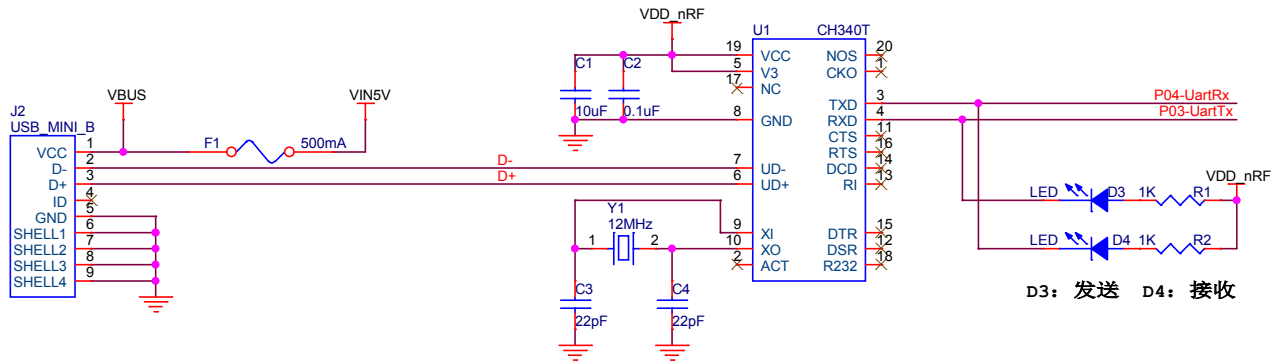 J2
USB_MINI_B
VCC 1
D- 2
D+ 3
ID 4
GND 5
SHELL1 6
SHELL2 7
SHELL3 8
SHELL4 9
VBUS
VIN5V
F1 500mA
D-
D+
VDD_nRF
C1
10uF
C2
0.1uF
Y1
12MHz
1 2
C3
22pF
C4
22pF
U1 CH340T
19 VCC
5 V3
17 NC
8 GND
7 UD-
6 UD+
9 XI
10 XO
2 ACT
NOS 20
CKO 1
TXD 3
RXD 4
CTS 11
RTS 16
DCD 14
RI 13
DTR 15
DSR 12
R232 18
P04-UartRx
P03-UartTx
VDD_nRF
LED D3 1K R1
LED D4 1K R2
D3: 发送 D4: 接收